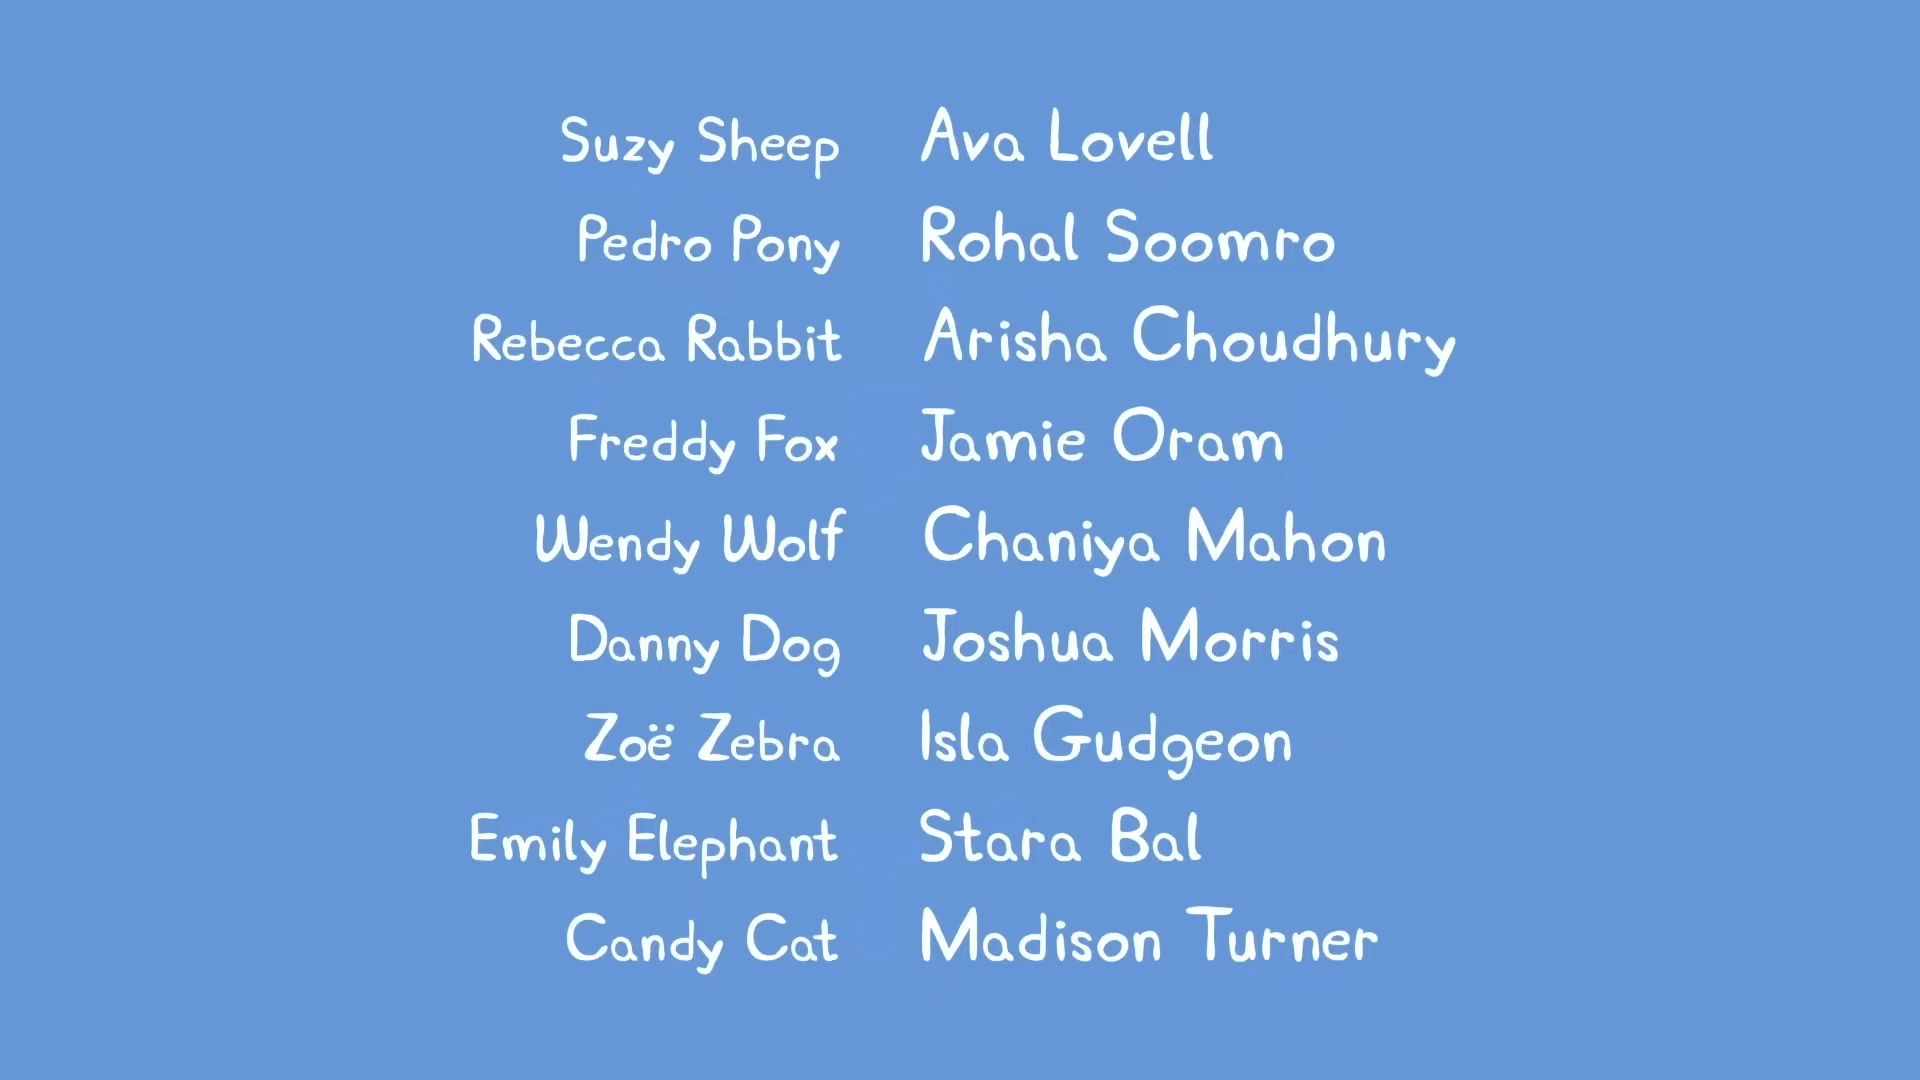 Suzy Sheep Ava Lovell
Pedro Pony Rohal Soomro
Rebecca Rabbit Arisha Choudhury
Freddy Fox Jamie Oram
Wendy Wolf Chaniya Mahon
Danny Dog Joshua Morris
Zoë Zebra Isla Gudgeon
Emily Elephant Stara Bal
Candy Cat Madison Turner